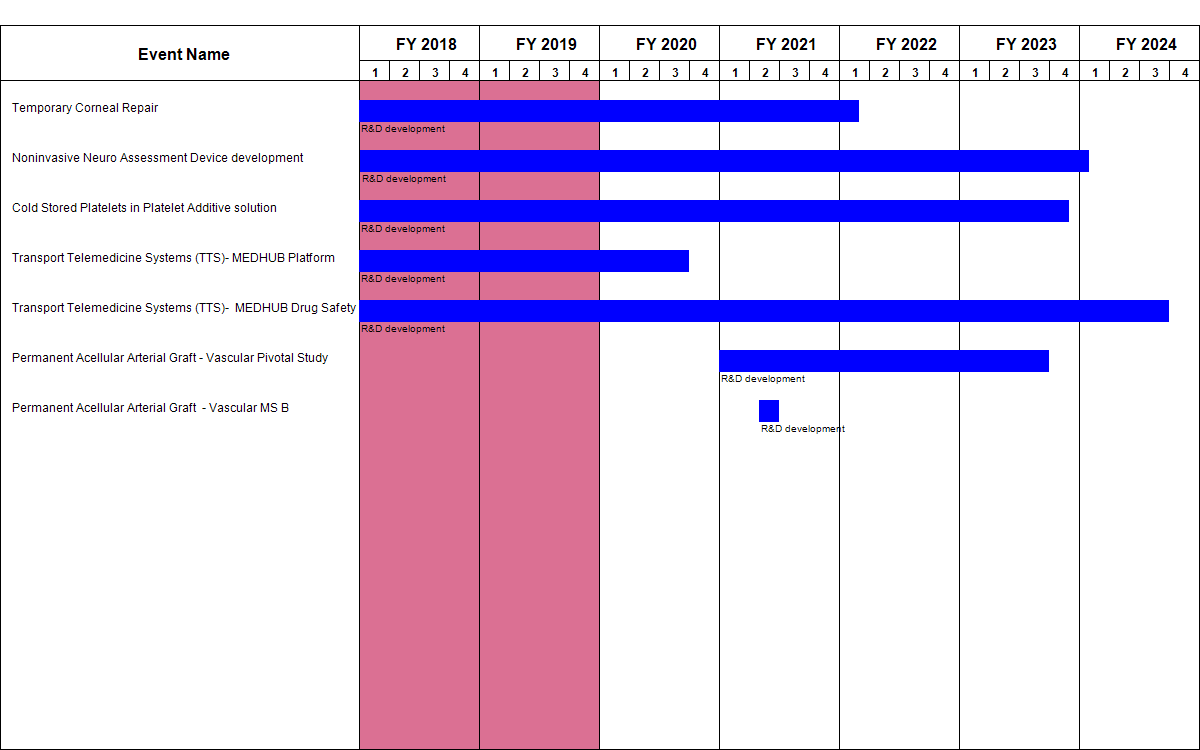 Event Name
FY 2018 FY 2019 FY 2020 FY 2021 FY 2022 FY 2023 FY 2024
1 2 3 4 1 2 3 4 1 2 3 4 1 2 3 4 1 2 3 4 1 2 3 4 1 2 3 4
Temporary Corneal Repair
R&D development
Noninvasive Neuro Assessment Device development
R&D development
Cold Stored Platelets in Platelet Additive solution
R&D development
Transport Telemedicine Systems (TTS)- MEDHUB Platform
R&D development
Transport Telemedicine Systems (TTS)-  MEDHUB Drug Safety
R&D development
Permanent Acellular Arterial Graft - Vascular Pivotal Study
R&D development
Permanent Acellular Arterial Graft  - Vascular MS B
R&D development